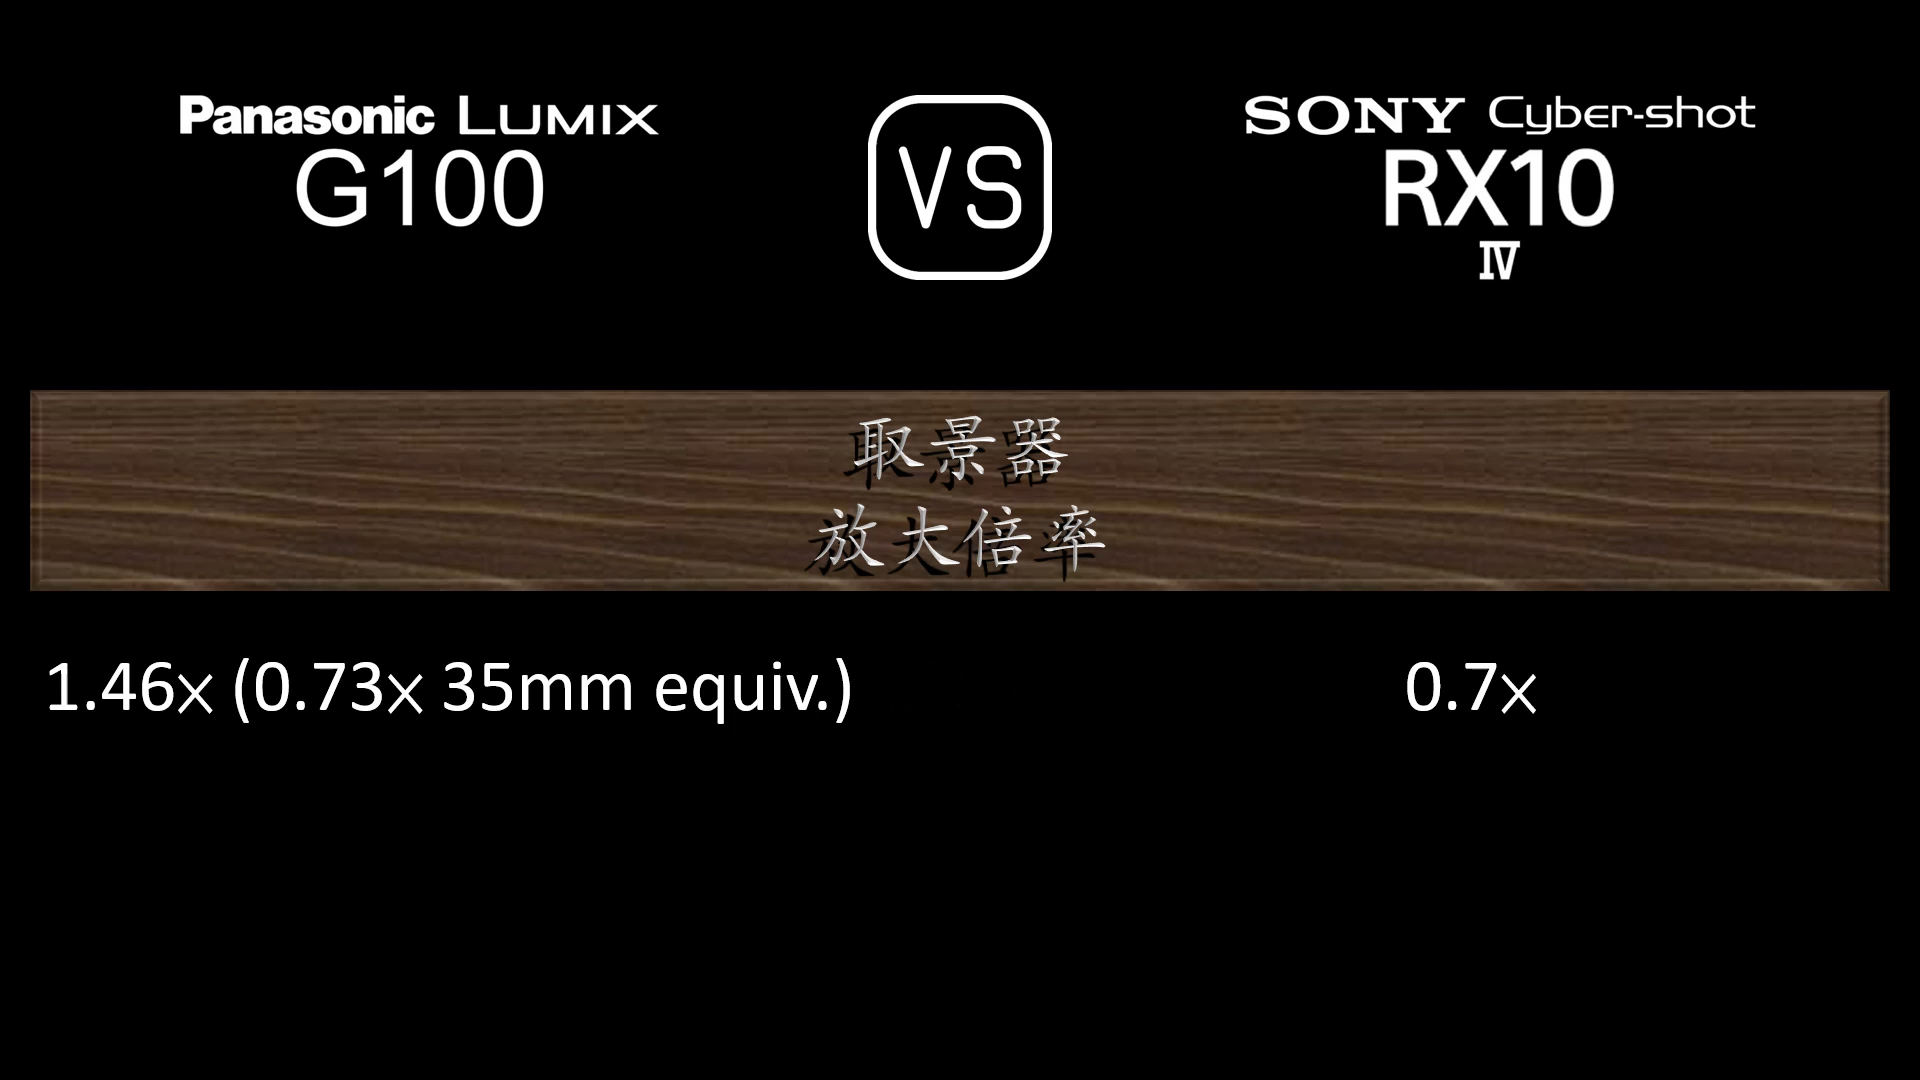 Panasonic LUMIX
G100
VS
SONY Cyber-shot
RX10
IV
取景器
放大倍率
1.46x (0.73x 35mm equiv.)
0.7x